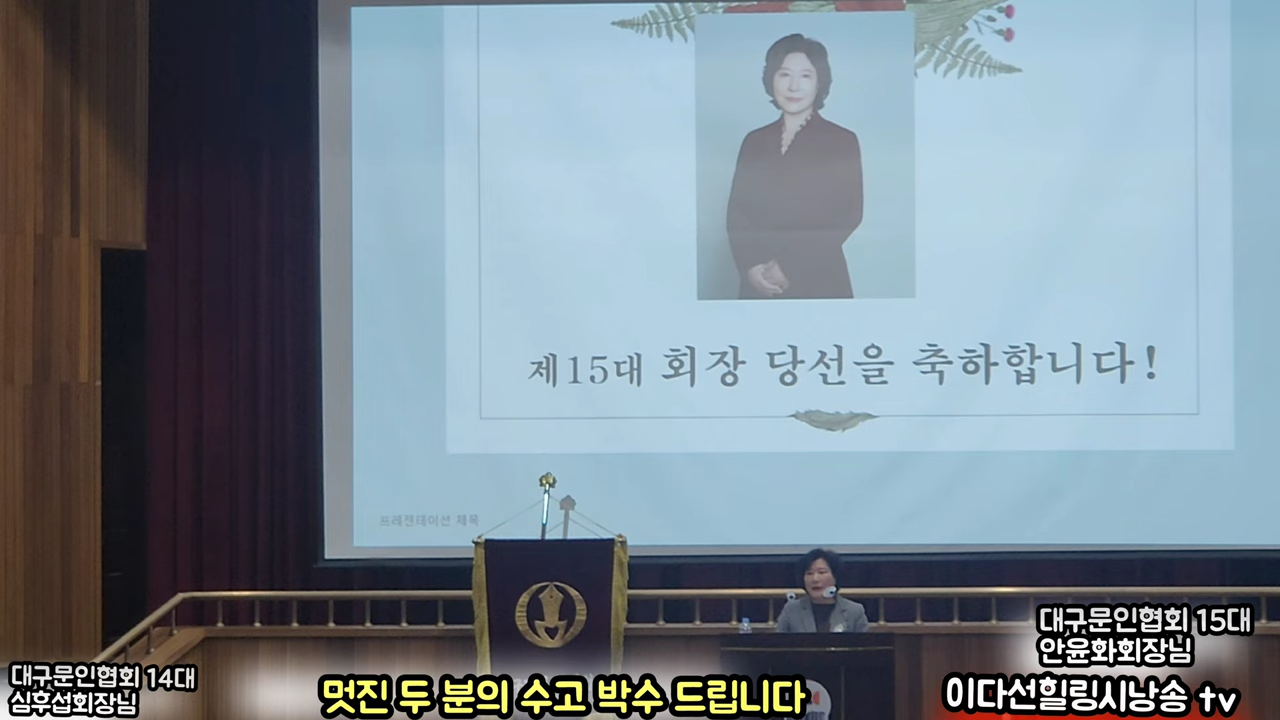 제15대 회장 당선을 축하합니다!
프레젠테이션 제목
대구문인협회 15대
안윤화회장님
대구문인협회 14대
심후섭회장님
멋진 두 분의 수고 박수 드립니다
이다선힐링시낭송 tv